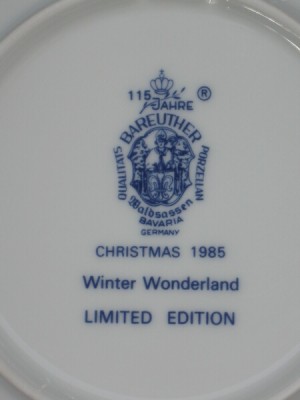 115 JAHRE ®
BAREUTHER
QUALITÄTS PORZELLAN
Waldsassen
BAVARIA
GERMANY
CHRISTMAS 1985
Winter Wonderland
LIMITED EDITION